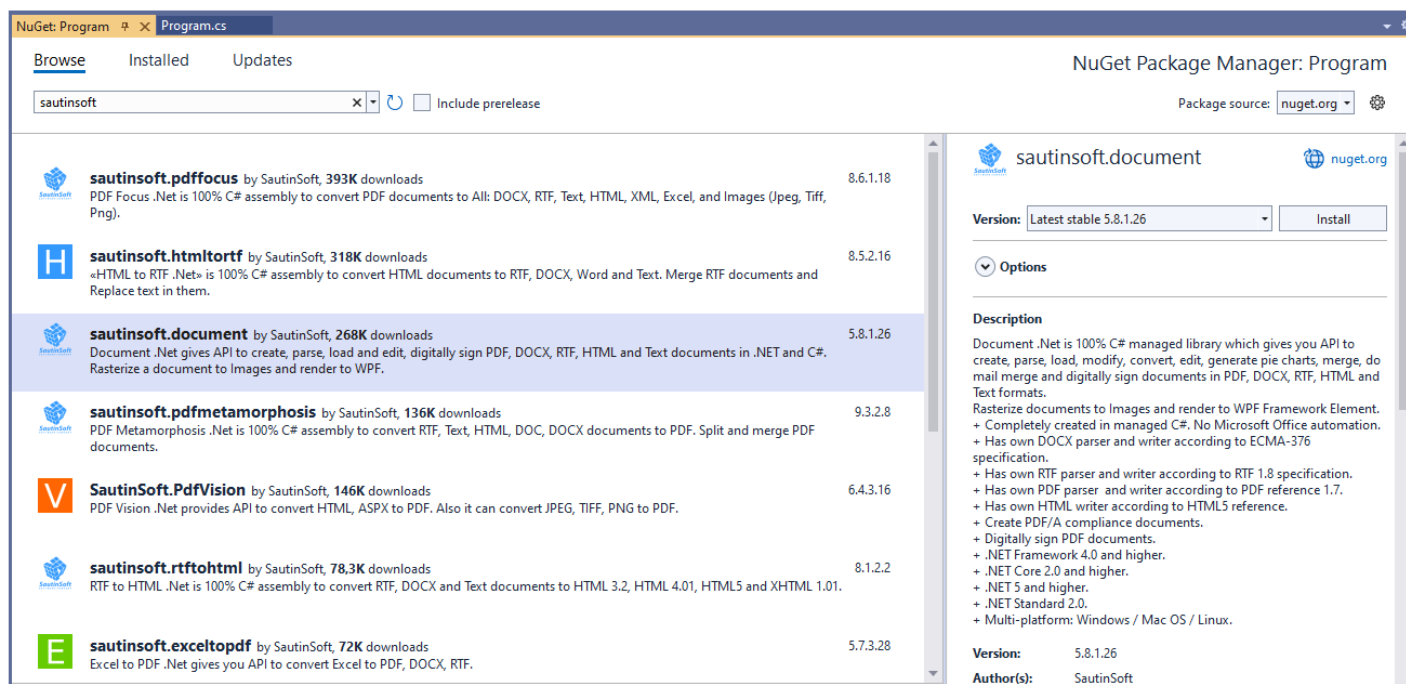 NuGet: Program
Program.cs
Browse Installed Updates
NuGet Package Manager: Program
sautinsoft
Include prerelease
Package source: nuget.org
SautinSoft
sautinsoft.pdffocus by SautinSoft, 393K downloads
8.6.1.18
PDF Focus .Net is 100% C# assembly to convert PDF documents to All: DOCX, RTF, Text, HTML, XML, Excel, and Images (Jpeg, Tiff,
Png).
H
sautinsoft.htmltortf by SautinSoft, 318K downloads
8.5.2.16
«HTML to RTF .Net» is 100% C# assembly to convert HTML documents to RTF, DOCX, Word and Text. Merge RTF documents and
Replace text in them.
SautinSoft
sautinsoft.document by SautinSoft, 268K downloads
5.8.1.26
Document .Net gives API to create, parse, load and edit, digitally sign PDF, DOCX, RTF, HTML and Text documents in .NET and C#.
Rasterize a document to Images and render to WPF.
SautinSoft
sautinsoft.pdfmetamorphosis by SautinSoft, 136K downloads
9.3.2.8
PDF Metamorphosis .Net is 100% C# assembly to convert RTF, Text, HTML, DOC, DOCX documents to PDF. Split and merge PDF
documents.
V
SautinSoft.PdfVision by SautinSoft, 146K downloads
6.4.3.16
PDF Vision .Net provides API to convert HTML, ASPX to PDF. Also it can convert JPEG, TIFF, PNG to PDF.
SautinSoft
sautinsoft.rtftohtml by SautinSoft, 78,3K downloads
8.1.2.2
RTF to HTML .Net is 100% C# assembly to convert RTF, DOCX and Text documents to HTML 3.2, HTML 4.01, HTML5 and XHTML 1.01.
E
sautinsoft.exceltopdf by SautinSoft, 72K downloads
5.7.3.28
Excel to PDF .Net gives you API to convert Excel to PDF, DOCX, RTF.
SautinSoft
sautinsoft.document
nuget.org
Version: Latest stable 5.8.1.26
Install
Options
Description
Document .Net is 100% C# managed library which gives you API to
create, parse, load, modify, convert, edit, generate pie charts, merge, do
mail merge and digitally sign documents in PDF, DOCX, RTF, HTML and
Text formats.
Rasterize documents to Images and render to WPF Framework Element.
+ Completely created in managed C#. No Microsoft Office automation.
+ Has own DOCX parser and writer according to ECMA-376
specification.
+ Has own RTF parser and writer according to RTF 1.8 specification.
+ Has own PDF parser and writer according to PDF reference 1.7.
+ Has own HTML writer according to HTML5 reference.
+ Create PDF/A compliance documents.
+ Digitally sign PDF documents.
+ .NET Framework 4.0 and higher.
+ .NET Core 2.0 and higher.
+ .NET 5 and higher.
+ .NET Standard 2.0.
+ Multi-platform: Windows / Mac OS / Linux.
Version: 5.8.1.26
Author(s): SautinSoft